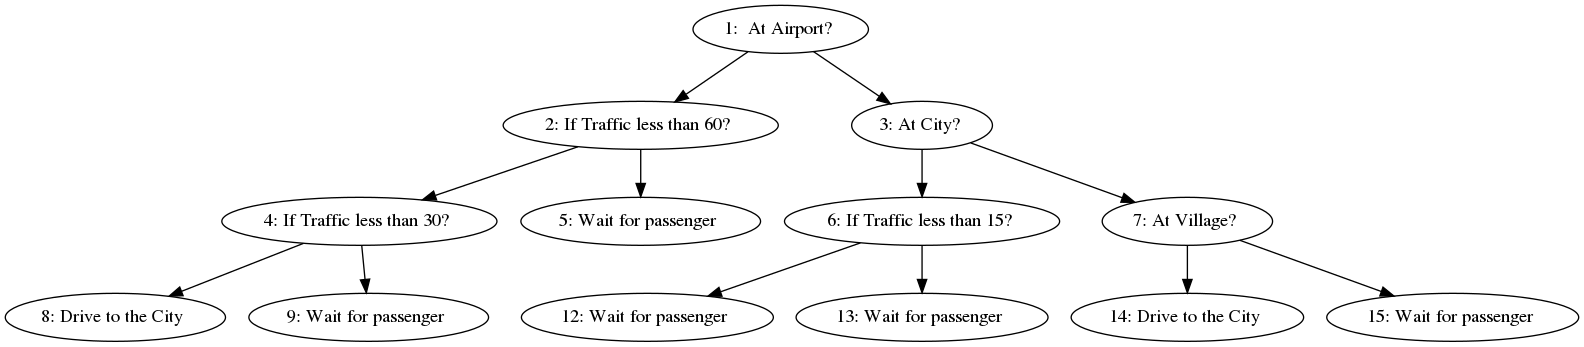 1:  At Airport?
2: If Traffic less than 60?
3: At City?
4: If Traffic less than 30?
5: Wait for passenger
6: If Traffic less than 15?
7: At Village?
8: Drive to the City
9: Wait for passenger
12: Wait for passenger
13: Wait for passenger
14: Drive to the City
15: Wait for passenger